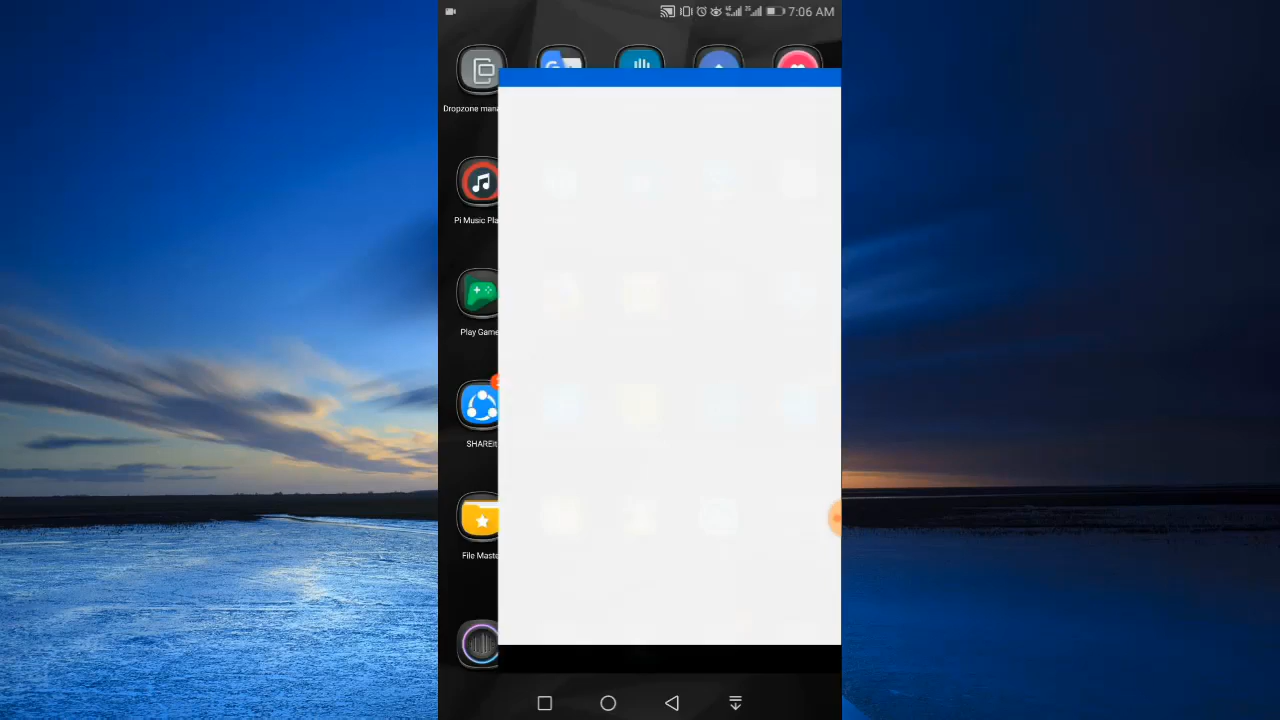 7:06 AM
Dropzone mana
Pi Music Pla
Play Game
SHAREit
File Maste